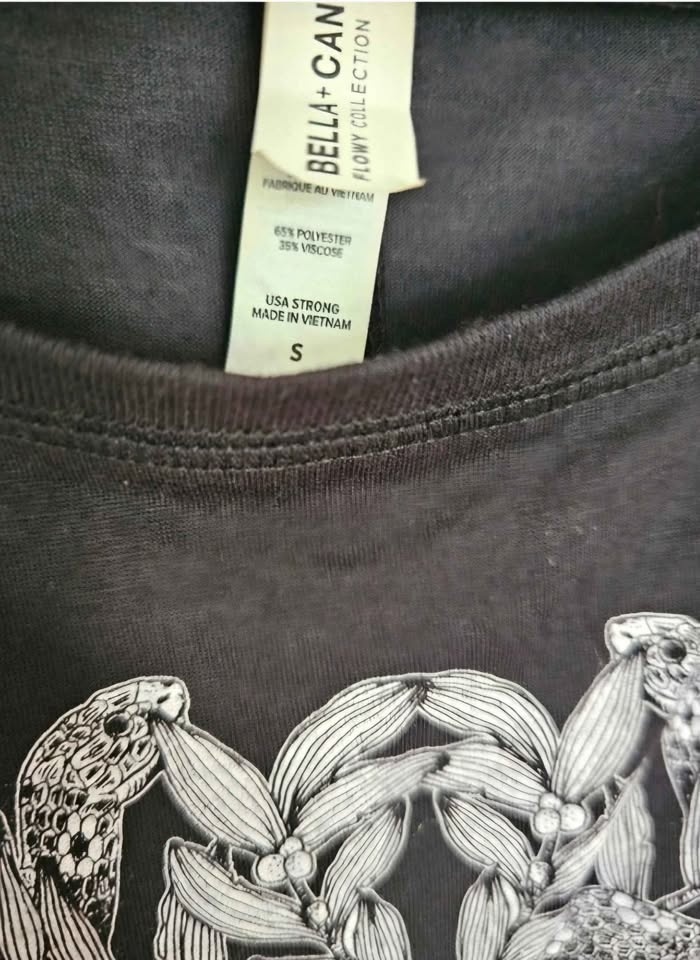 BELLA + CAN
FLOWY COLLECTION
FABRIQUE AU VIETNAM
65% POLYESTER
35% VISCOSE
USA STRONG
MADE IN VIETNAM
S